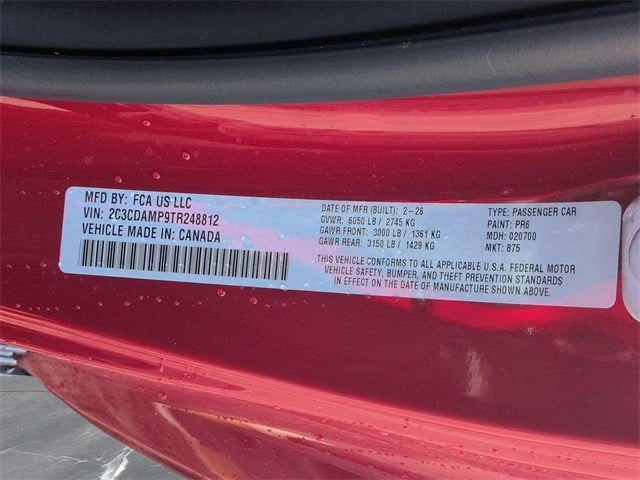 MFD BY: FCA US LLC
VIN: 2C3CDAMP9TR248812
VEHICLE MADE IN: CANADA
DATE OF MFR (BUILT): 2-26
GVWR: 6050 LB / 2745 KG
GAWR FRONT: 3000 LB / 1361 KG
GAWR REAR: 3150 LB / 1429 KG
TYPE: PASSENGER CAR
PAINT: PR6
MDH: 020700
MKT: 875
THIS VEHICLE CONFORMS TO ALL APPLICABLE U.S.A. FEDERAL MOTOR
VEHICLE SAFETY, BUMPER, AND THEFT PREVENTION STANDARDS
IN EFFECT ON THE DATE OF MANUFACTURE SHOWN ABOVE.